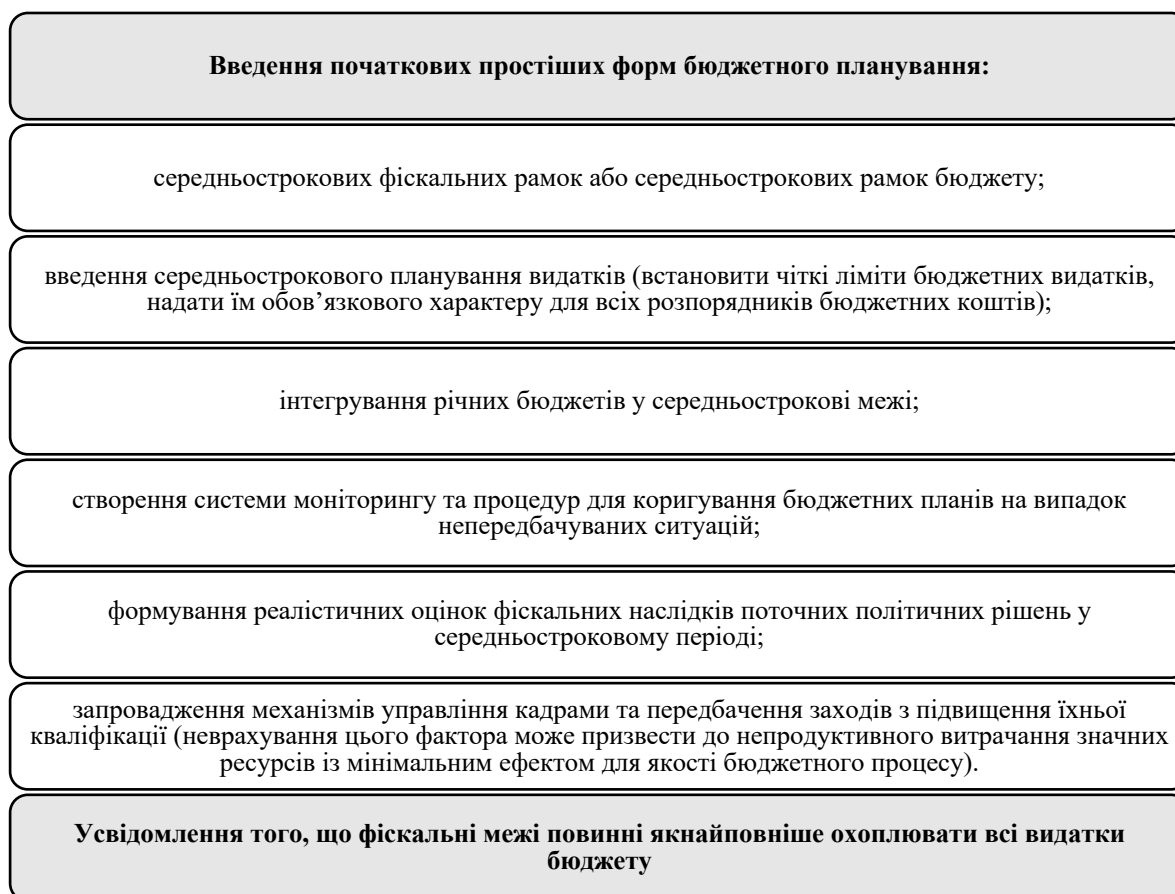 Введення початкових простіших форм бюджетного планування:
середньострокових фіскальних рамок або середньострокових рамок бюджету;
введення середньострокового планування видатків (встановити чіткі ліміти бюджетних видатків,
надати їм обов’язкового характеру для всіх розпорядників бюджетних коштів);
інтегрування річних бюджетів у середньострокові межі;
створення системи моніторингу та процедур для коригування бюджетних планів на випадок
непередбачуваних ситуацій;
формування реалістичних оцінок фіскальних наслідків поточних політичних рішень у
середньостроковому періоді;
запровадження механізмів управління кадрами та передбачення заходів з підвищення їхньої
кваліфікації (неврахування цього фактора може призвести до непродуктивного витрачання значних
ресурсів із мінімальним ефектом для якості бюджетного процесу).
Усвідомлення того, що фіскальні межі повинні якнайповніше охоплювати всі видатки
бюджету